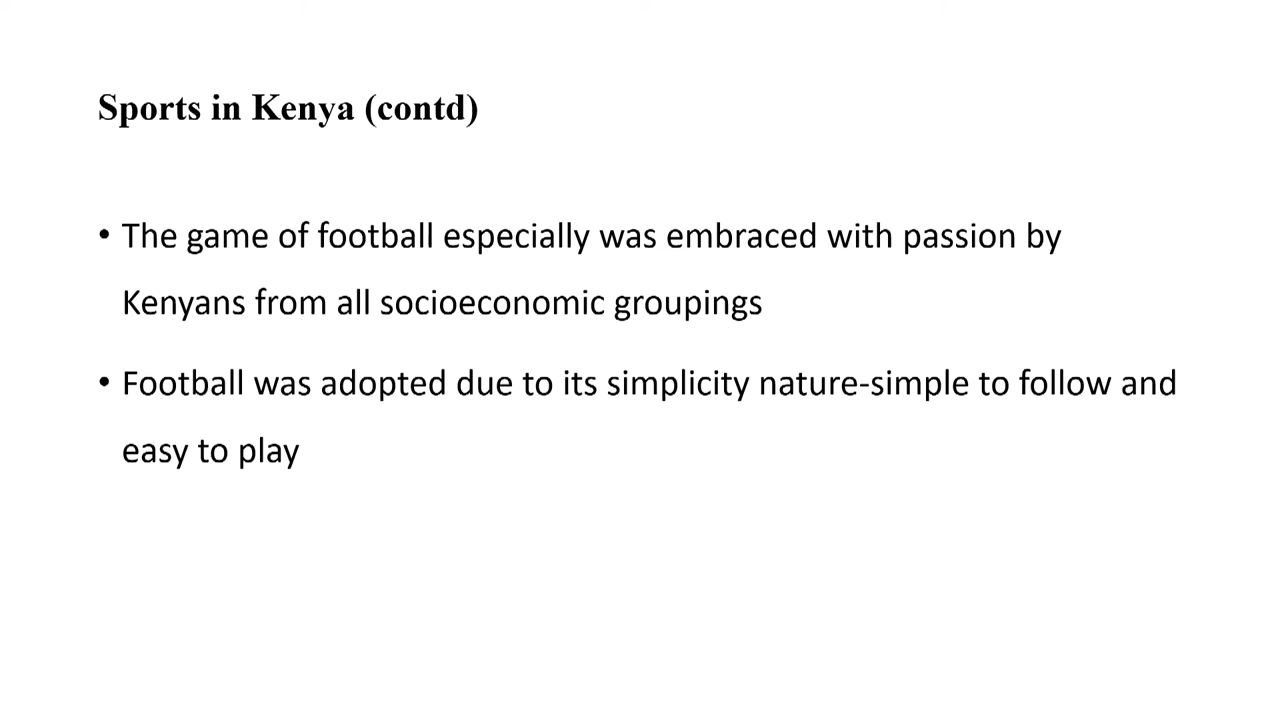 Sports in Kenya (contd)
• The game of football especially was embraced with passion by
Kenyans from all socioeconomic groupings
• Football was adopted due to its simplicity nature-simple to follow and
easy to play